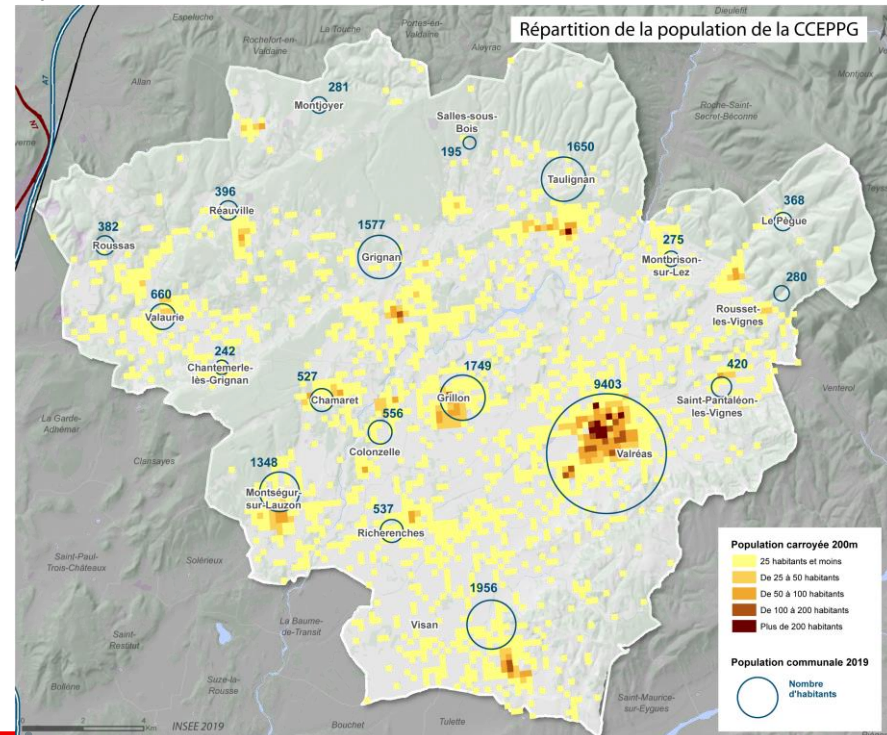 Répartition de la population de la CCEPPG
Espeluche
La Touche
Portes-en-
Valdaine
Dieulefit
Rochefort-en-
Valdaine
Aleyrac
Allan
A7
N7
Montjoux
Roche-Saint-
Secret-Béconne
281
Montjoyer
Salles-sous-
Bois
195
1650
Taulignan
396
Réauville
382
Roussas
1577
Grignan
368
Le Pègue
275
Montbrison-
sur-Lez
280
Rousset-
les-Vignes
660
Valaurie
242
Chantemerle-
lès-Grignan
527
Chamaret
1749
Grillon
9403
Valréas
420
Saint-Pantaléon-
les-Vignes
Venterol
556
Colonzelle
La Garde-
Adhémar
Clansayes
1348
Montségur-
sur-Lauzon
537
Richerenches
Saint-Paul-
Trois-Châteaux
Solérieux
1956
Visan
La Baume-
de-Transit
Saint-
Restitut
Suze-la-
Rousse
Bollène
Bouchet
Tulette
Saint-Maurice-
sur-Eygues
Population carroyée 200m
25 habitants et moins
De 25 à 50 habitants
De 50 à 100 habitants
De 100 à 200 habitants
Plus de 200 habitants
Population communale 2019
Nombre
d'habitants
0 2 4
Km
INSEE 2019